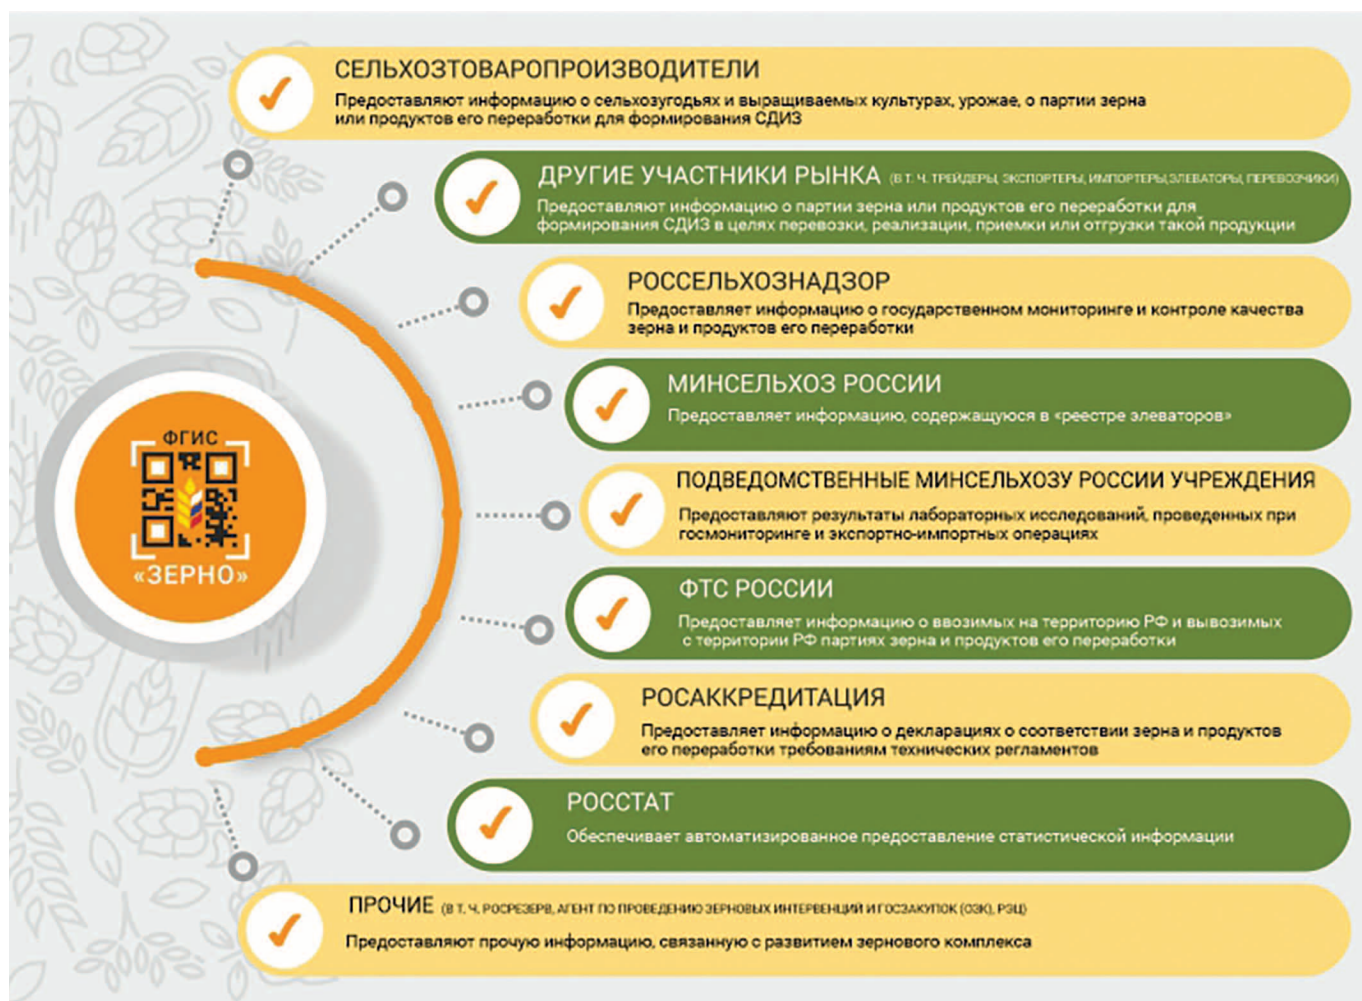 СЕЛЬХОЗТОВАРОПРОИЗВОДИТЕЛИ
Предоставляют информацию о сельхозугодьях и выращиваемых культурах, урожае, о партии зерна
или продуктов его переработки для формирования СДИЗ
ДРУГИЕ УЧАСТНИКИ РЫНКА (В Т. Ч. ТРЕЙДЕРЫ, ЭКСПОРТЕРЫ, ИМПОРТЕРЫ,ЭЛЕВАТОРЫ, ПЕРЕВОЗЧИКИ)
Предоставляют информацию о партии зерна или продуктов его переработки для
формирования СДИЗ в целях перевозки, реализации, приемки или отгрузки такой продукции
РОССЕЛЬХОЗНАДЗОР
Предоставляет информацию о государственном мониторинге и контроле качества
зерна и продуктов его переработки
МИНСЕЛЬХОЗ РОССИИ
Предоставляет информацию, содержащуюся в «реестре элеваторов»
ФГИС
«ЗЕРНО»
ПОДВЕДОМСТВЕННЫЕ МИНСЕЛЬХОЗУ РОССИИ УЧРЕЖДЕНИЯ
Предоставляют результаты лабораторных исследований, проведенных при
госмониторинге и экспортно-импортных операциях
ФТС РОССИИ
Предоставляет информацию о ввозимых на территорию РФ и вывозимых
с территории РФ партиях зерна и продуктов его переработки
РОСАККРЕДИТАЦИЯ
Предоставляет информацию о декларациях о соответствии зерна и продуктов
его переработки требованиям технических регламентов
РОССТАТ
Обеспечивает автоматизированное предоставление статистической информации
ПРОЧИЕ (В Т. Ч. РОСРЕЗЕРВ, АГЕНТ ПО ПРОВЕДЕНИЮ ЗЕРНОВЫХ ИНТЕРВЕНЦИЙ И ГОСЗАКУПОК (ОЗК), РЭЦ)
Предоставляют прочую информацию, связанную с развитием зернового комплекса